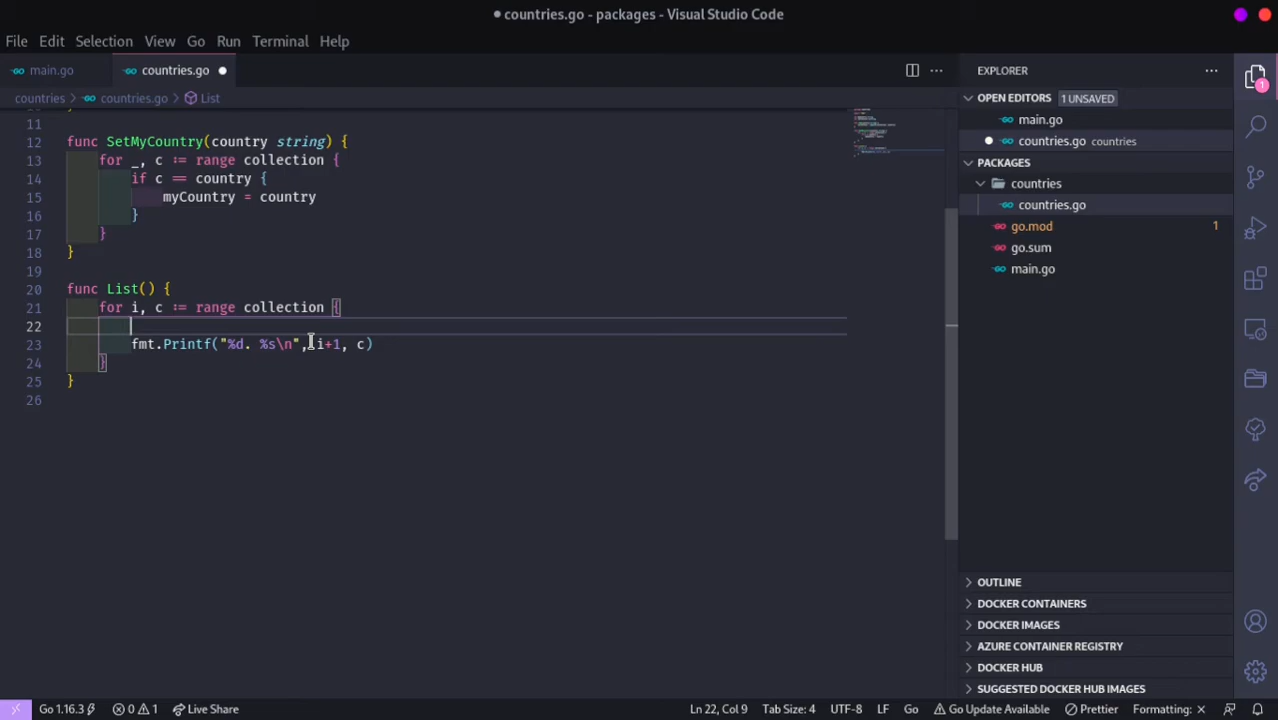 countries.go - packages - Visual Studio Code
File Edit Selection View Go Run Terminal Help
main.go countries.go
countries countries.go List
11
12 func SetMyCountry(country string) {
13 for _, c := range collection {
14 if c == country {
15 myCountry = country
16 }
17 }
18 }
19
20 func List() {
21 for i, c := range collection {
22
23 fmt.Printf("%d. %s\n", i+1, c)
24 }
25 }
26
EXPLORER
OPEN EDITORS 1 UNSAVED
main.go
countries.go countries
PACKAGES
countries
countries.go
go.mod 1
go.sum
main.go
OUTLINE
DOCKER CONTAINERS
DOCKER IMAGES
AZURE CONTAINER REGISTRY
DOCKER HUB
SUGGESTED DOCKER HUB IMAGES
1
Go 1.16.3 0 1 Live Share Ln 22, Col 9 Tab Size: 4 UTF-8 LF Go Go Update Available Prettier Formatting: